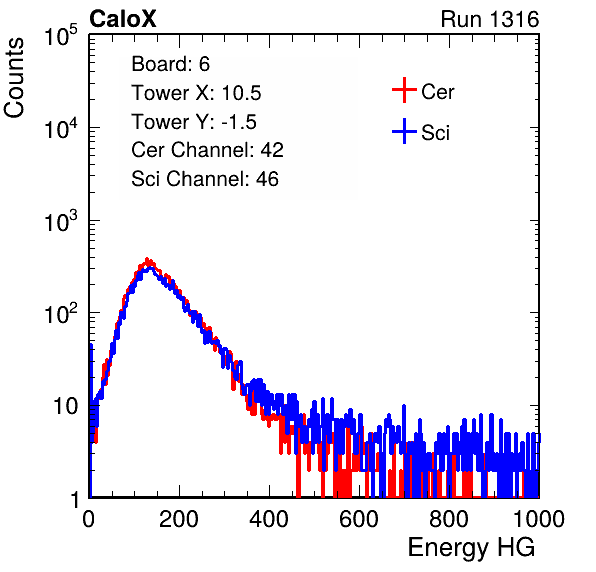 CaloX Run 1316
Counts
10^5
10^4
10^3
10^2
10
1
Board: 6
Tower X: 10.5
Tower Y: -1.5
Cer Channel: 42
Sci Channel: 46
Cer
Sci
0 200 400 600 800 1000
Energy HG